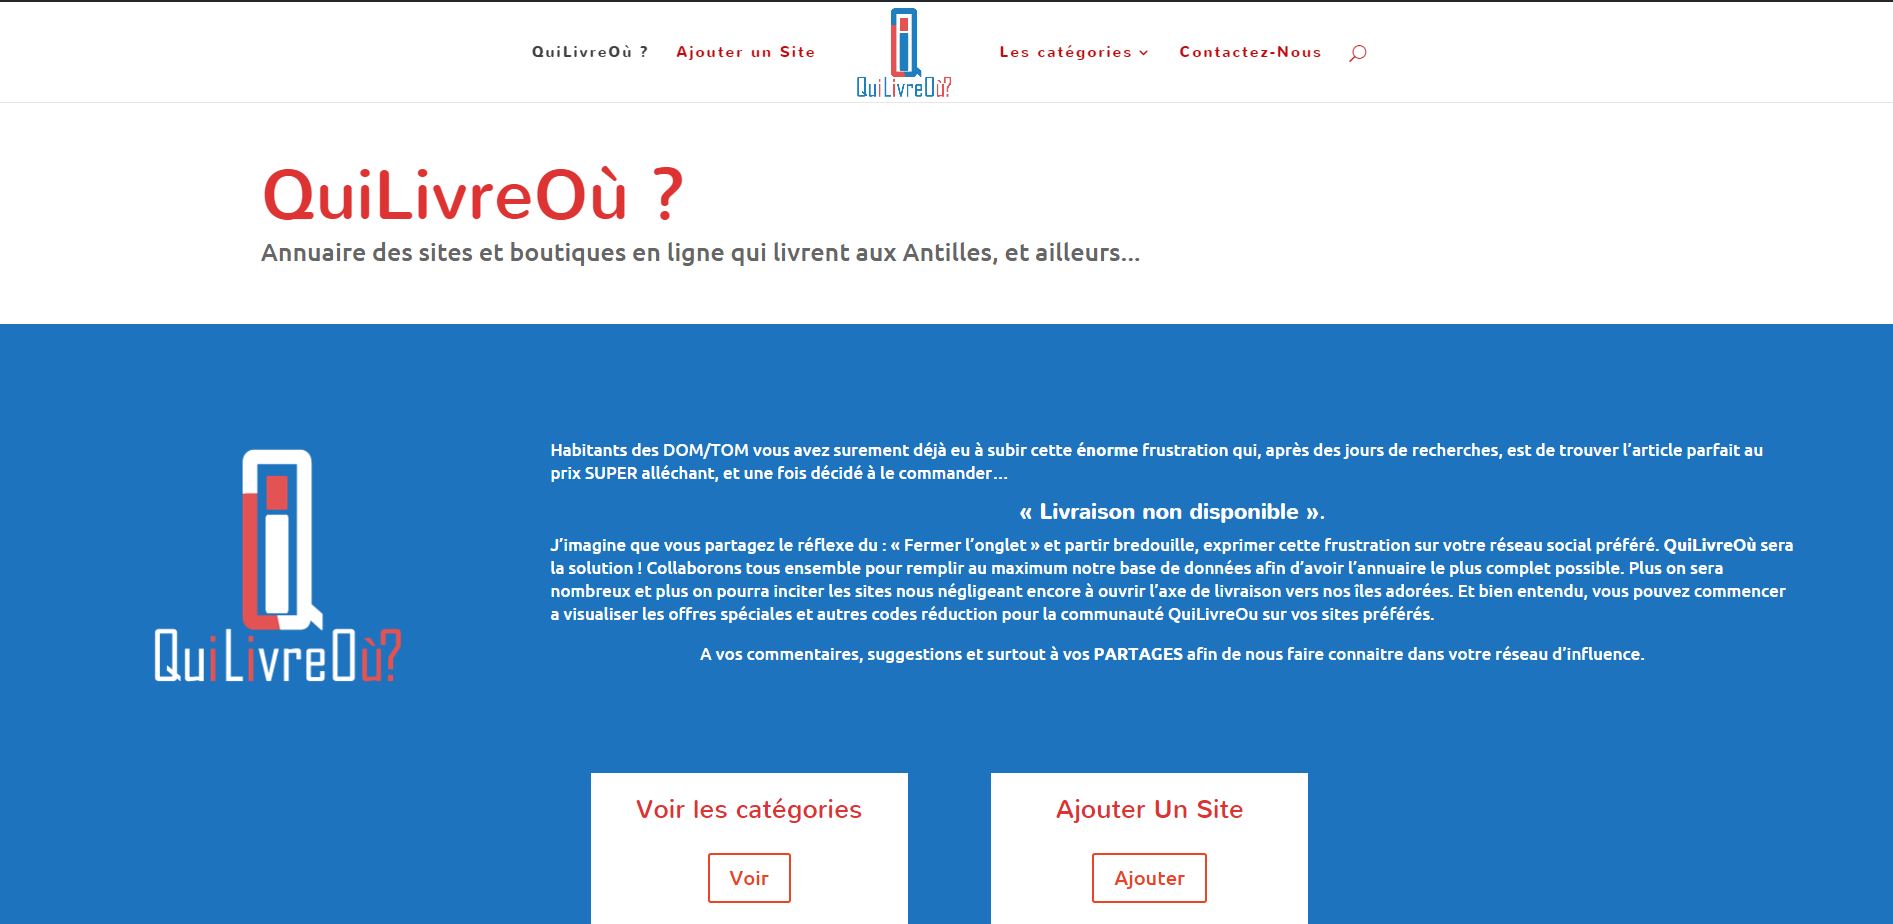 QuiLivreOù ?
Ajouter un Site
QuiLivreOù?
Les catégories
Contactez-Nous
QuiLivreOù ?
Annuaire des sites et boutiques en ligne qui livrent aux Antilles, et ailleurs...
QuiLivreOù?
Habitants des DOM/TOM vous avez surement déjà eu à subir cette énorme frustration qui, après des jours de recherches, est de trouver l’article parfait au
prix SUPER alléchant, et une fois décidé à le commander…
« Livraison non disponible ».
J’imagine que vous partagez le réflexe du : « Fermer l’onglet » et partir bredouille, exprimer cette frustration sur votre réseau social préféré. QuiLivreOù sera
la solution ! Collaborons tous ensemble pour remplir au maximum notre base de données afin d’avoir l’annuaire le plus complet possible. Plus on sera
nombreux et plus on pourra inciter les sites nous négligeant encore à ouvrir l’axe de livraison vers nos îles adorées. Et bien entendu, vous pouvez commencer
a visualiser les offres spéciales et autres codes réduction pour la communauté QuiLivreOu sur vos sites préférés.
A vos commentaires, suggestions et surtout à vos PARTAGES afin de nous faire connaitre dans votre réseau d’influence.
Voir les catégories
Voir
Ajouter Un Site
Ajouter